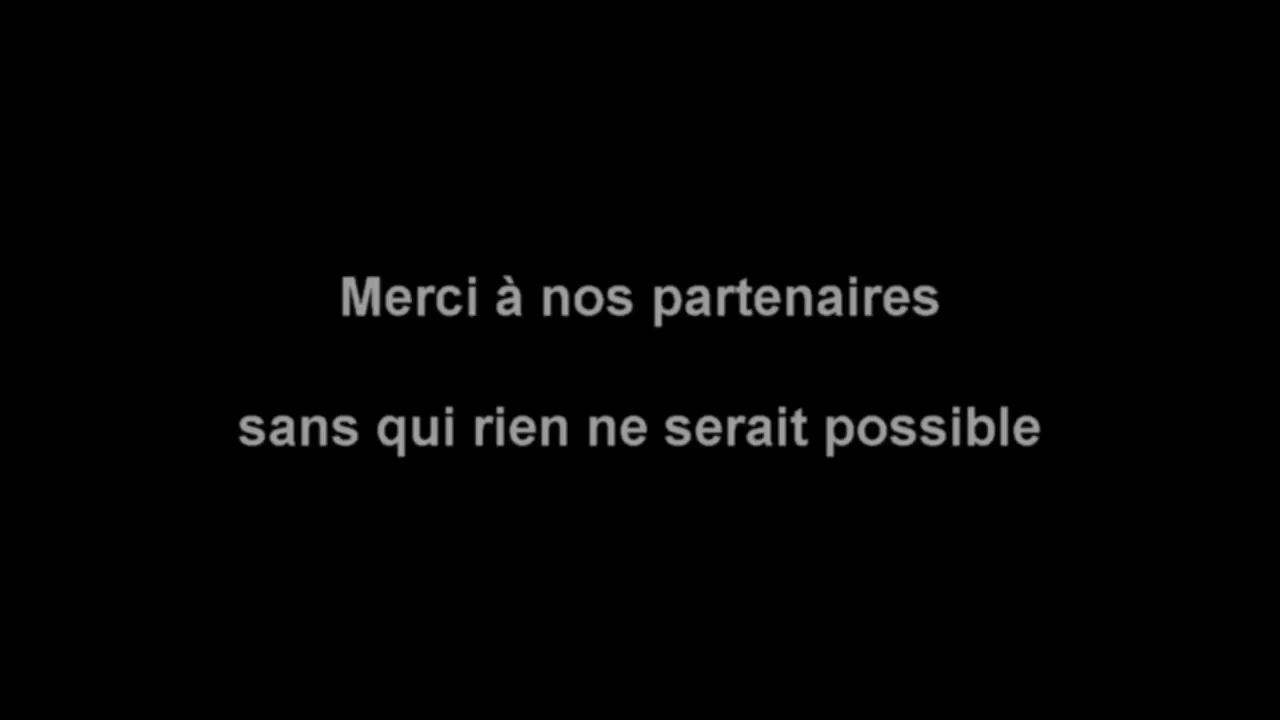 Merci à nos partenaires
sans qui rien ne serait possible